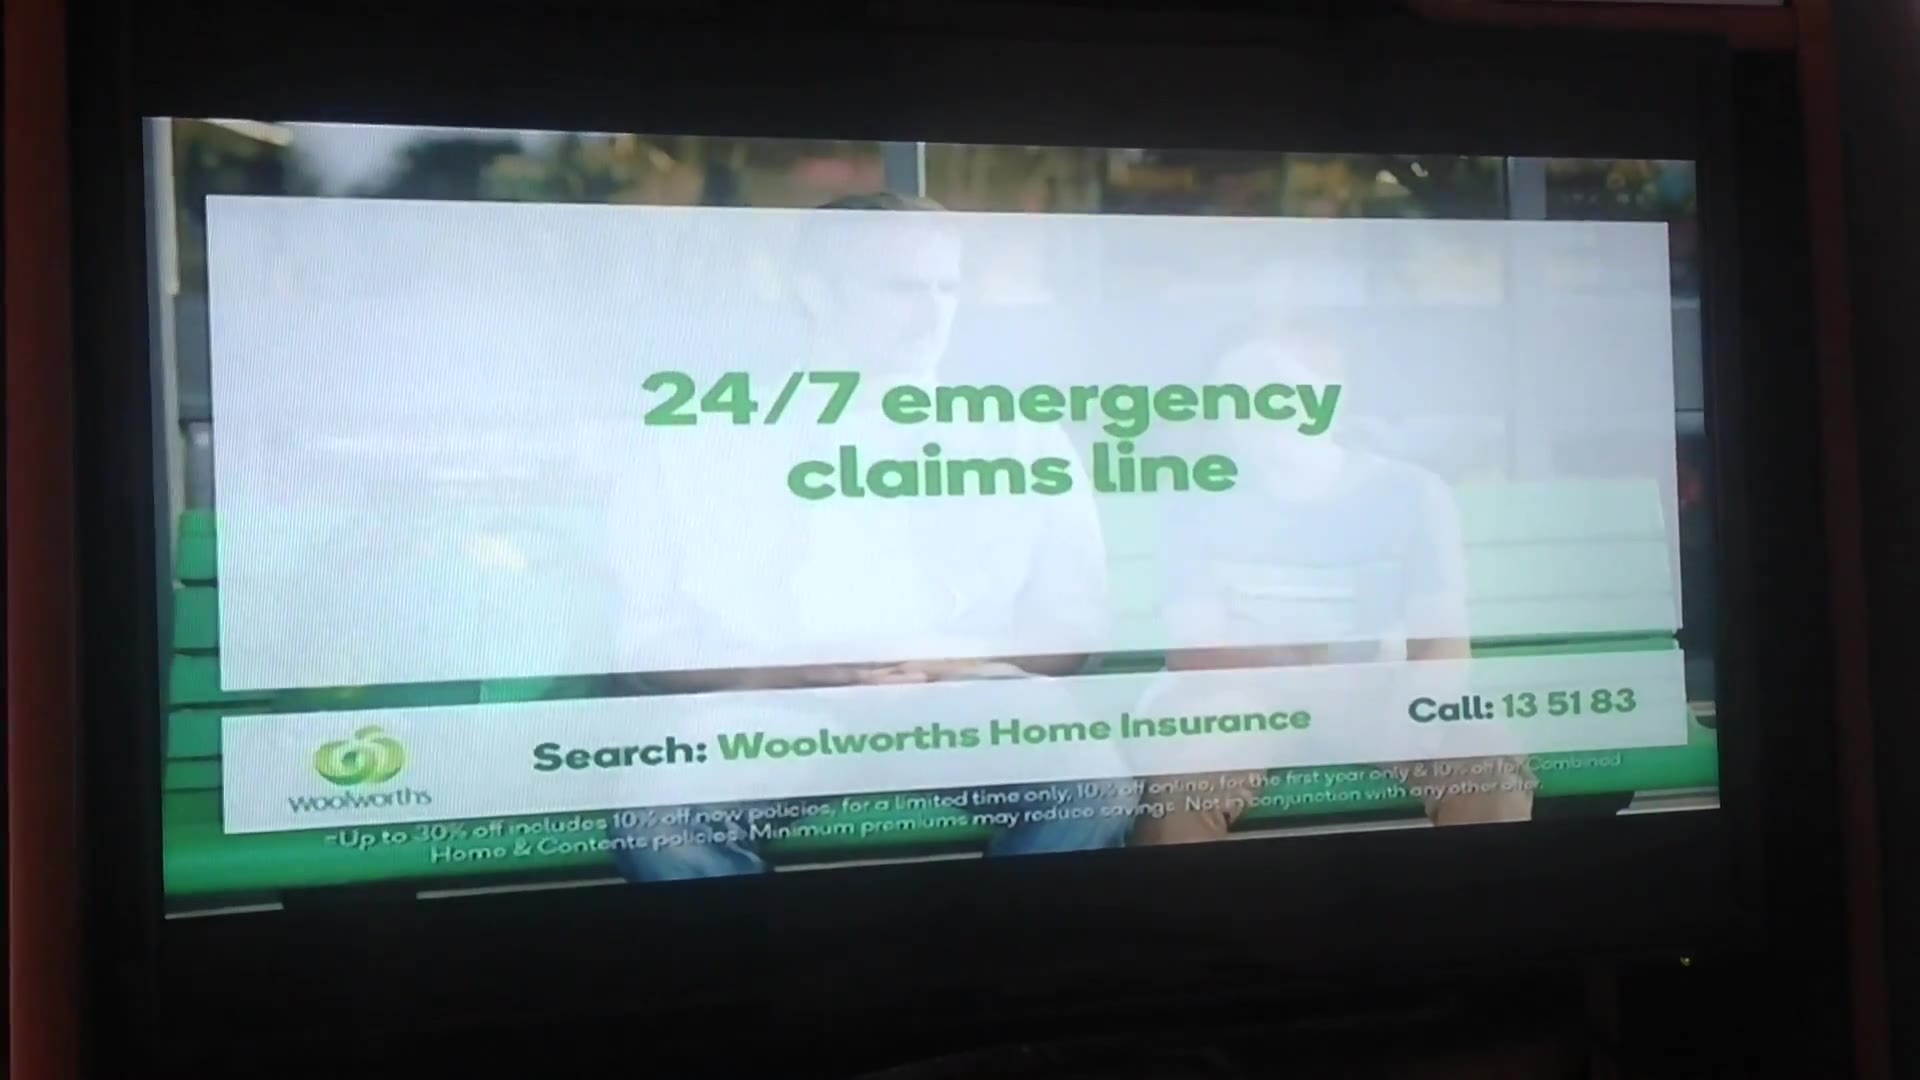 24/7 emergency
claims line
Search: Woolworths Home Insurance
Call: 13 51 83
woolworths
~Up to 30% off includes 10% off new policies, for a limited time only, 10% off online, for the first year only & 10% off for Combined
Home & Contents policies. Minimum premiums may reduce savings. Not in conjunction with any other offer.